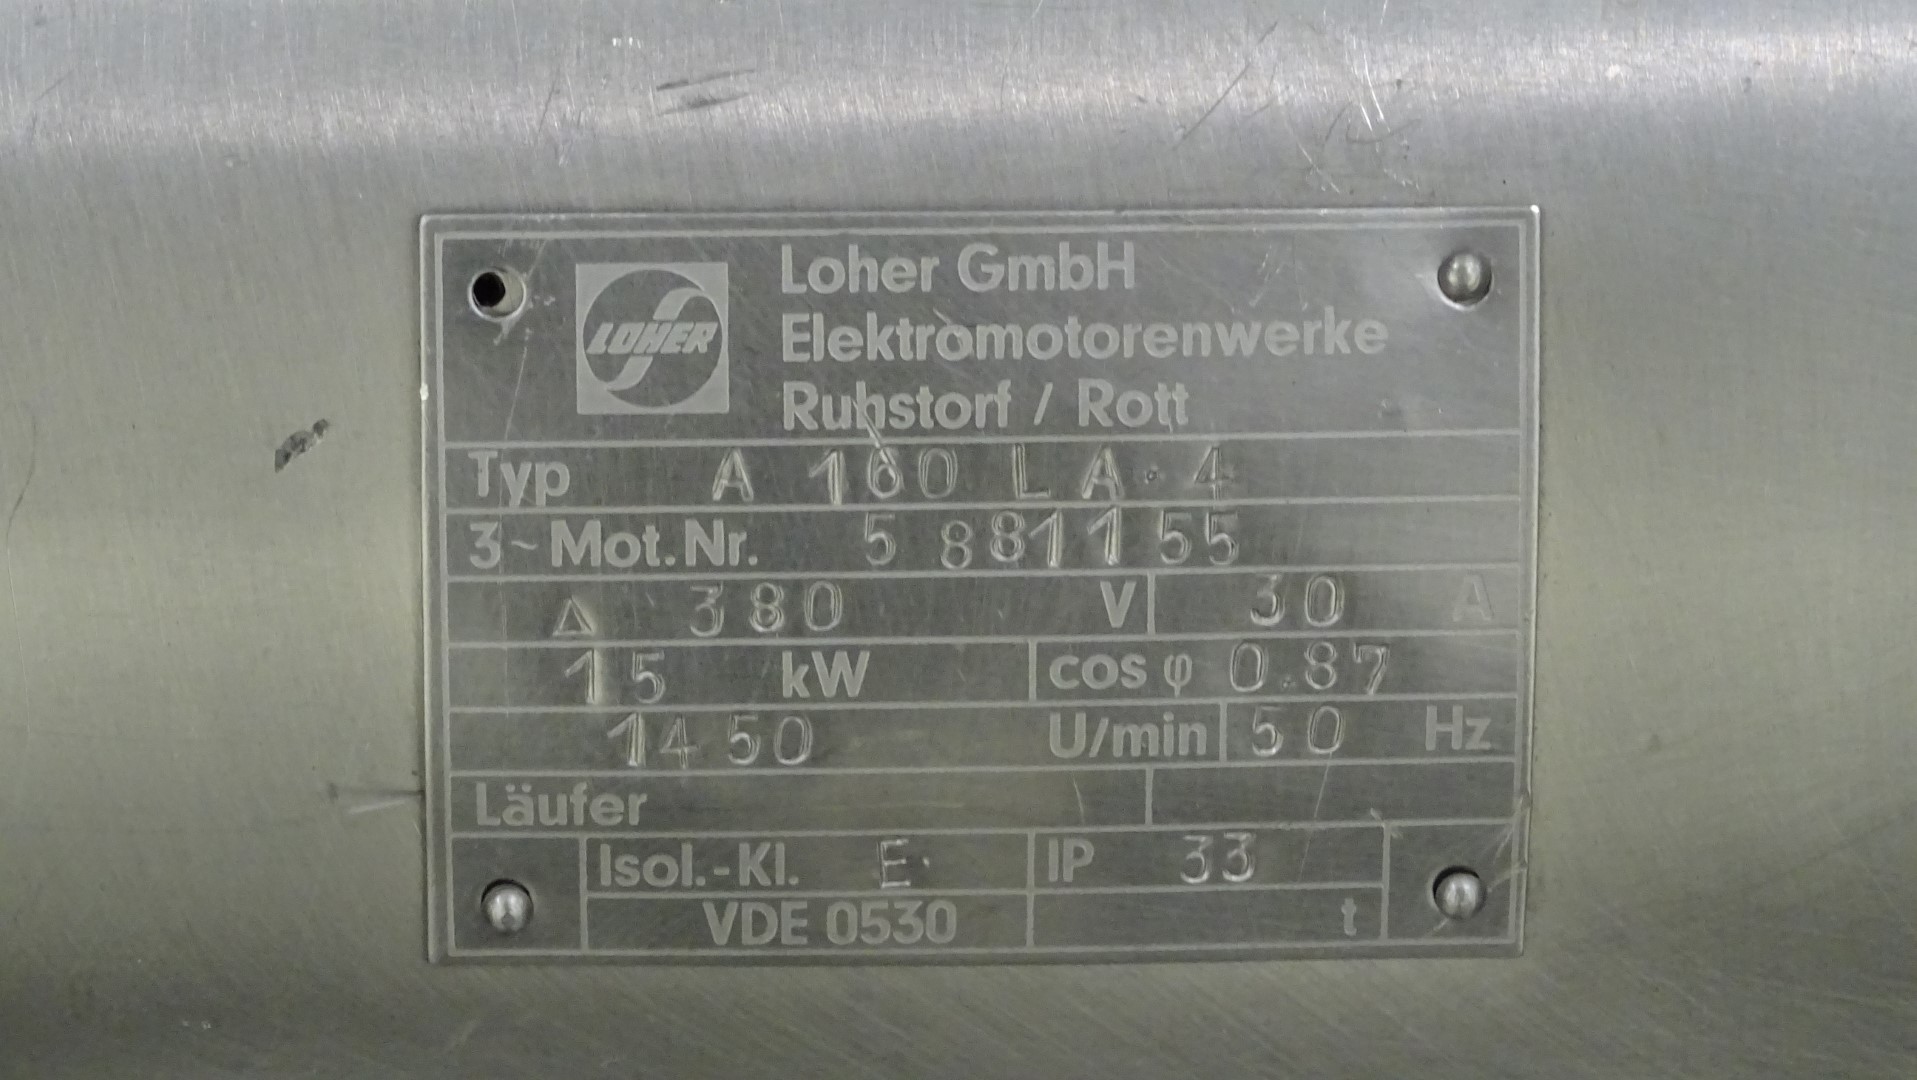 LOHER
Loher GmbH
Elektromotorenwerke
Ruhstorf / Rott
Typ A 160 LA·4
3~Mot.Nr. 5 881155
Δ 380 V 30 A
15 kW cos φ 0.87
1450 U/min 50 Hz
Läufer
Isol.-Kl. E· IP 33
VDE 0530 t